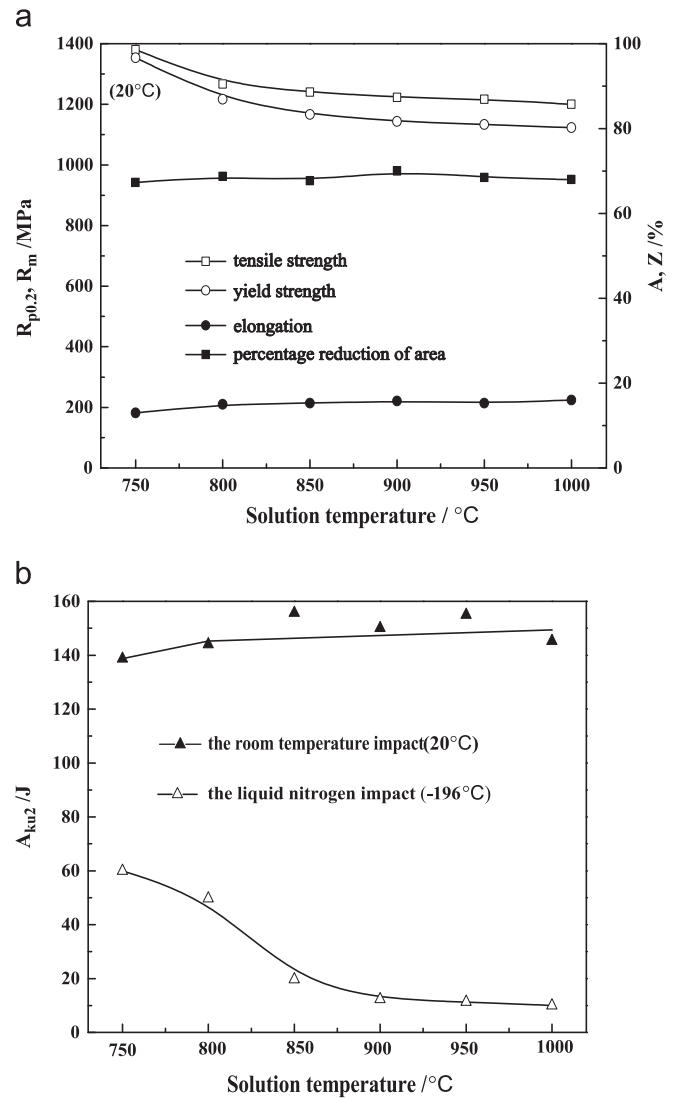 a
1400
1200
1000
800
600
400
200
0
100
80
60
40
20
0
(20°C)
tensile strength
yield strength
elongation
percentage reduction of area
Rp0.2, Rm /MPa
A, Z /%
750 800 850 900 950 1000
Solution temperature / °C
b
160
140
120
100
80
60
40
20
0
the room temperature impact(20°C)
the liquid nitrogen impact (-196°C)
Aku2 /J
750 800 850 900 950 1000
Solution temperature /°C